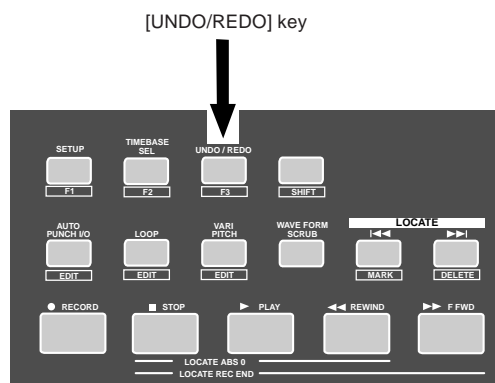 [UNDO/REDO] key
SETUP
TIMEBASE
SEL
UNDO / REDO
F1
F2
F3
SHIFT
AUTO
PUNCH I/O
LOOP
VARI
PITCH
WAVE FORM
SCRUB
LOCATE
EDIT
EDIT
EDIT
MARK
DELETE
RECORD
STOP
PLAY
REWIND
F FWD
LOCATE ABS 0
LOCATE REC END